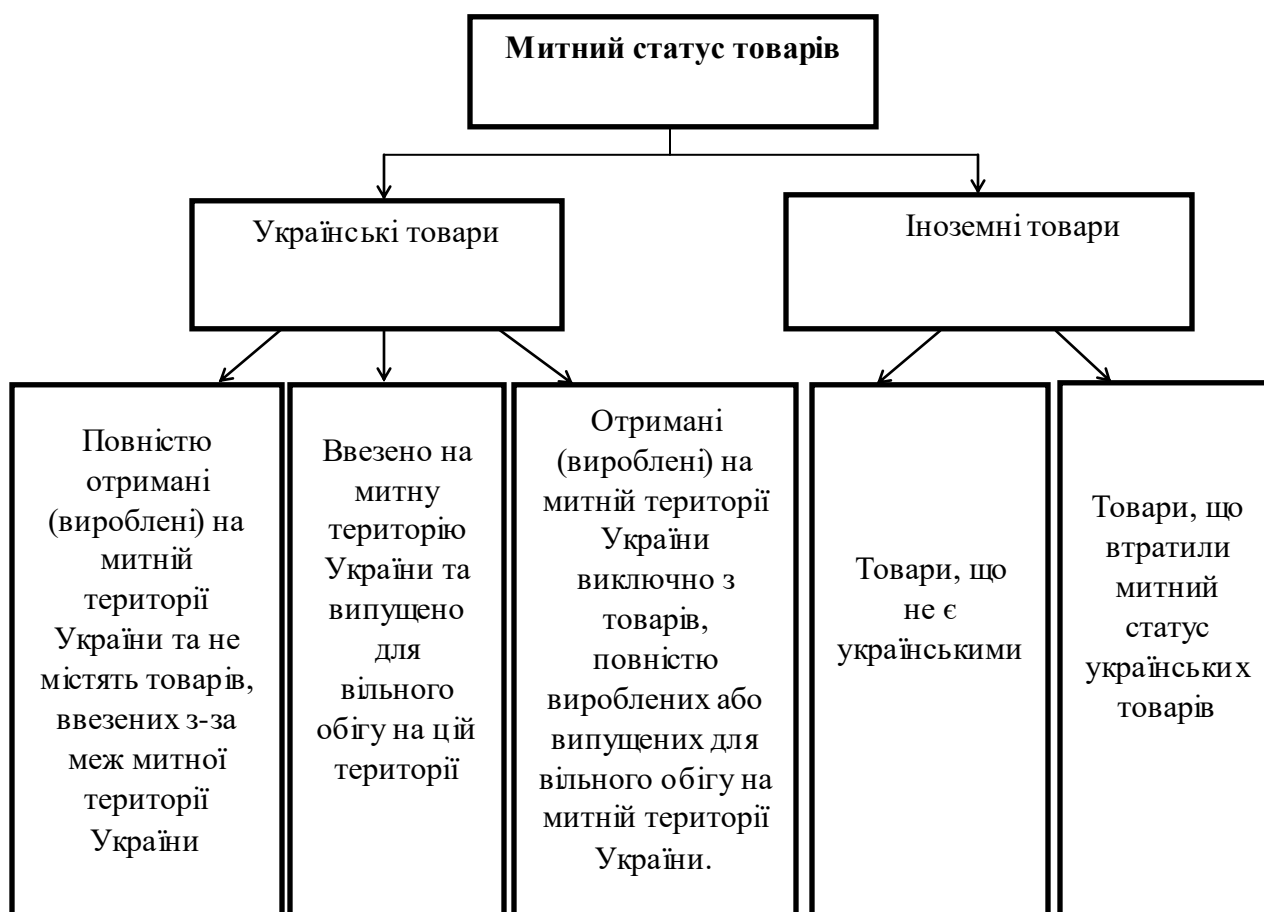 Митний статус товарів
Українські товари
Іноземні товари
Повністю
отримані
(вироблені) на
митній
території
України та не
містять товарів,
ввезених з-за
меж митної
території
України
Ввезено на
митну
територію
України та
випущено
для
вільного
обігу на цій
території
Отримані
(вироблені) на
митній території
України
виключно з
товарів,
повністю
вироблених або
випущених для
вільного обігу на
митній території
України.
Товари, що
не є
українськими
Товари, що
втратили
митний
статус
українських
товарів